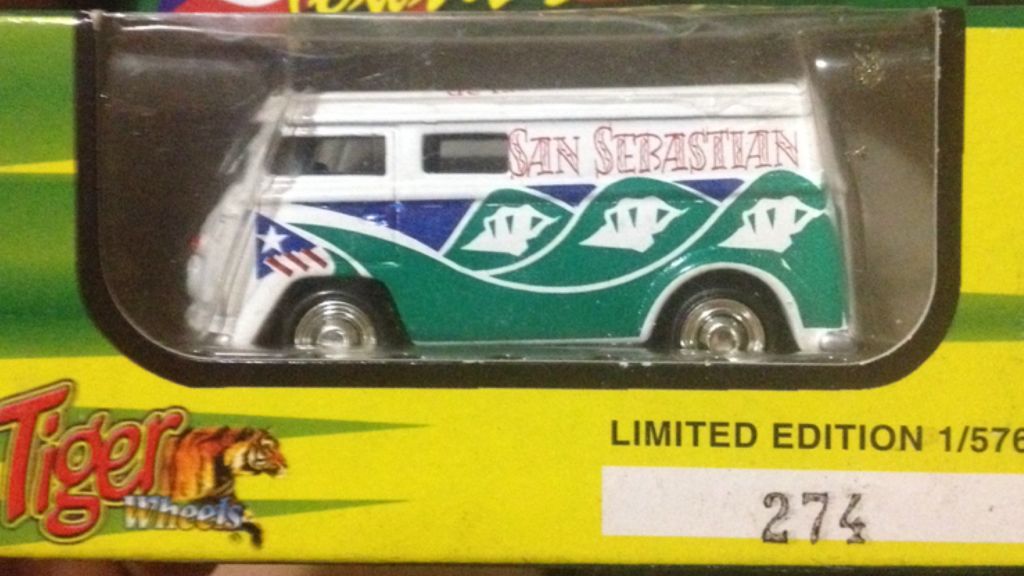 SAN SEBASTIAN
Tiger
Wheels
LIMITED EDITION 1/576
274